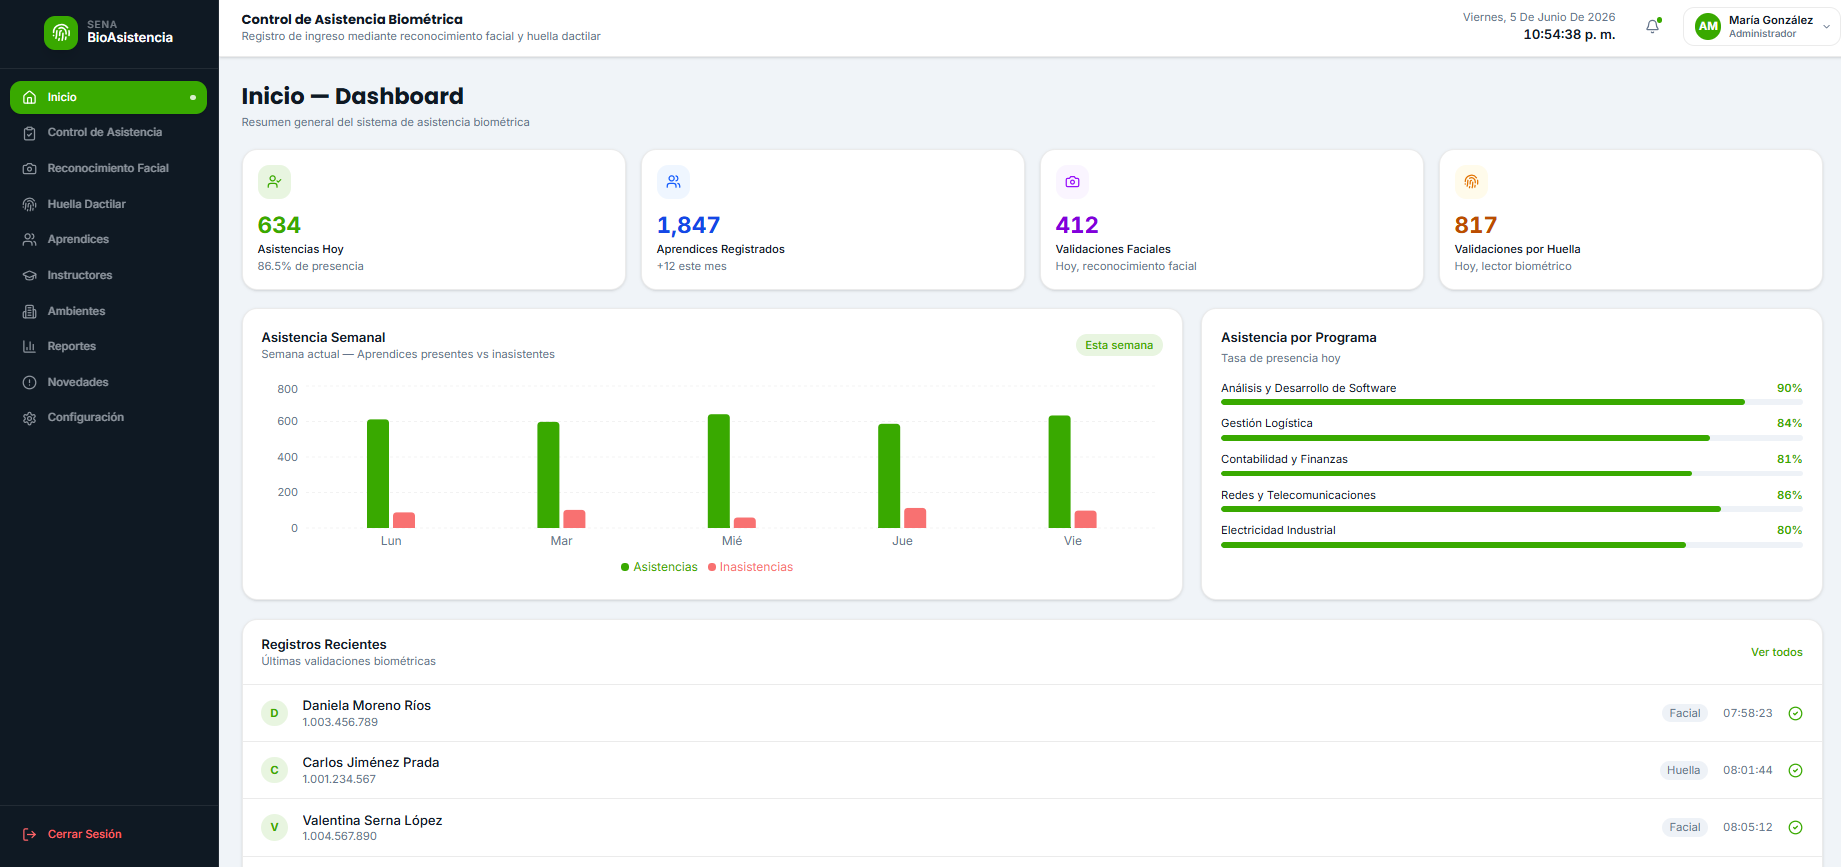 SENA
BioAsistencia
Inicio
Control de Asistencia
Reconocimiento Facial
Huella Dactilar
Aprendices
Instructores
Ambientes
Reportes
Novedades
Configuración
Cerrar Sesión
Control de Asistencia Biométrica
Registro de ingreso mediante reconocimiento facial y huella dactilar
Viernes, 5 De Junio De 2026
10:54:38 p. m.
AM
María González
Administrador
Inicio — Dashboard
Resumen general del sistema de asistencia biométrica
634
Asistencias Hoy
86.5% de presencia
1,847
Aprendices Registrados
+12 este mes
412
Validaciones Faciales
Hoy, reconocimiento facial
817
Validaciones por Huella
Hoy, lector biométrico
Asistencia Semanal
Semana actual — Aprendices presentes vs inasistentes
Esta semana
800
600
400
200
0
Lun Mar Mié Jue Vie
Asistencias Inasistencias
Asistencia por Programa
Tasa de presencia hoy
Análisis y Desarrollo de Software 90%
Gestión Logística 84%
Contabilidad y Finanzas 81%
Redes y Telecomunicaciones 86%
Electricidad Industrial 80%
Registros Recientes
Últimas validaciones biométricas
Ver todos
D
Daniela Moreno Ríos
1.003.456.789
Facial 07:58:23
C
Carlos Jiménez Prada
1.001.234.567
Huella 08:01:44
V
Valentina Serna López
1.004.567.890
Facial 08:05:12